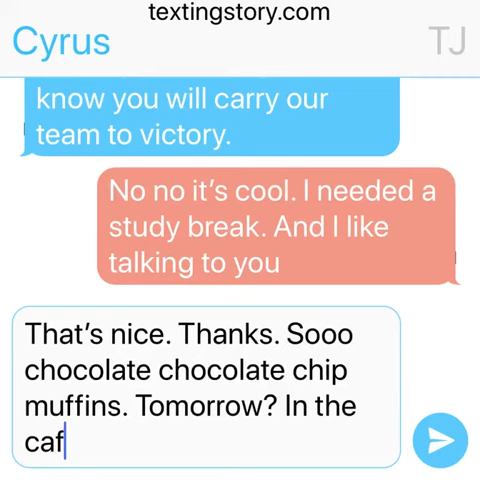 textingstory.com
Cyrus TJ
know you will carry our
team to victory.
No no it’s cool. I needed a
study break. And I like
talking to you
That’s nice. Thanks. Sooo
chocolate chocolate chip
muffins. Tomorrow? In the
caf